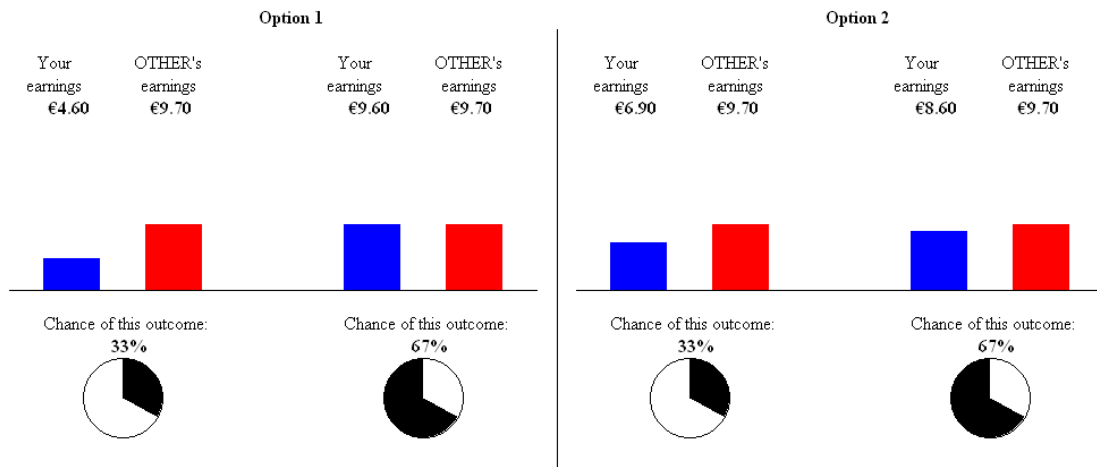 Option 1
Your OTHER's
earnings earnings
€4.60 €9.70
Your OTHER's
earnings earnings
€9.60 €9.70
Chance of this outcome:
33%
Chance of this outcome:
67%
Option 2
Your OTHER's
earnings earnings
€6.90 €9.70
Your OTHER's
earnings earnings
€8.60 €9.70
Chance of this outcome:
33%
Chance of this outcome:
67%